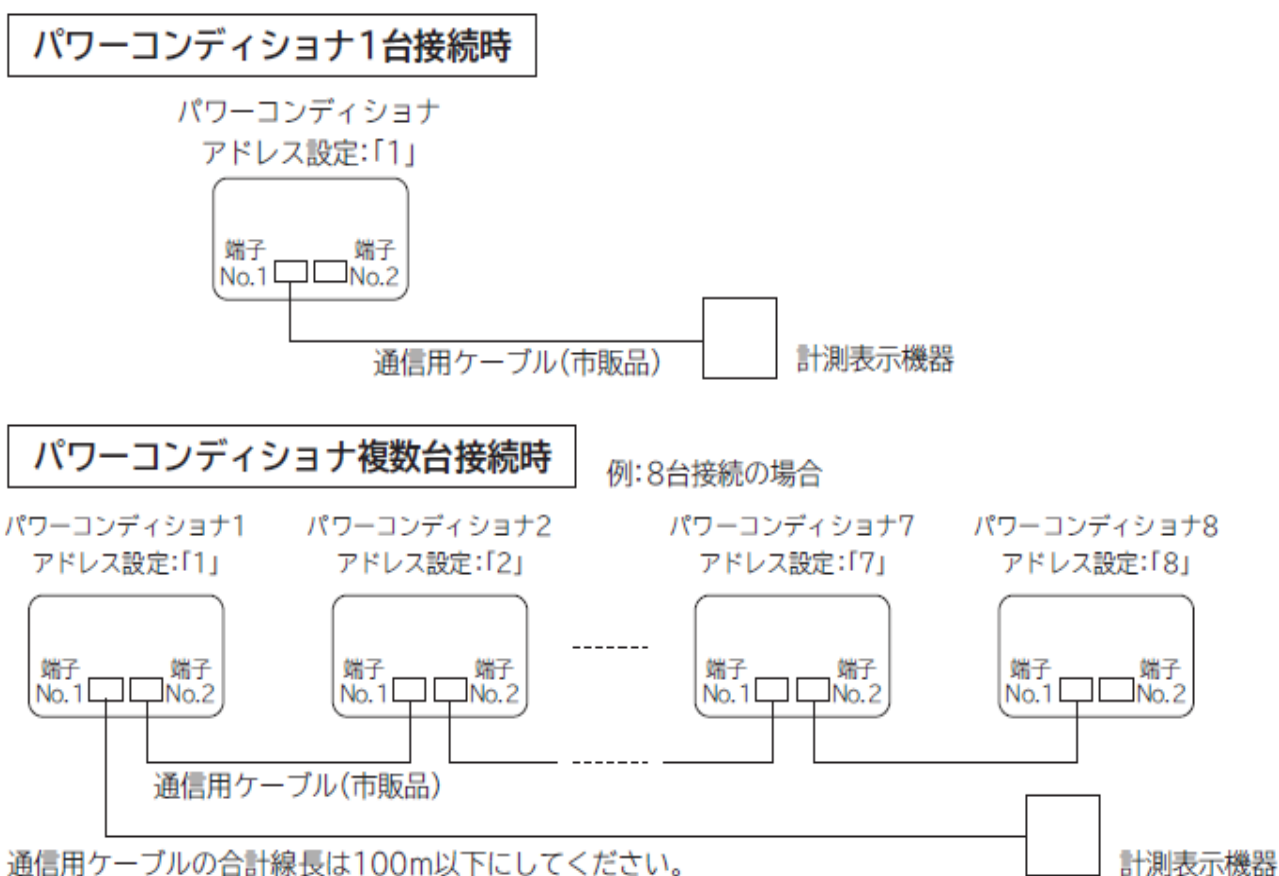 パワーコンディショナ1台接続時
パワーコンディショナ
アドレス設定:「1」
端子 端子
No.1 No.2
通信用ケーブル(市販品)
計測表示機器
パワーコンディショナ複数台接続時
例:8台接続の場合
パワーコンディショナ1 パワーコンディショナ2 パワーコンディショナ7 パワーコンディショナ8
アドレス設定:「1」 アドレス設定:「2」 アドレス設定:「7」 アドレス設定:「8」
端子 端子 端子 端子 端子 端子 端子 端子
No.1 No.2 No.1 No.2 No.1 No.2 No.1 No.2
通信用ケーブル(市販品)
通信用ケーブルの合計線長は100m以下にしてください。
計測表示機器